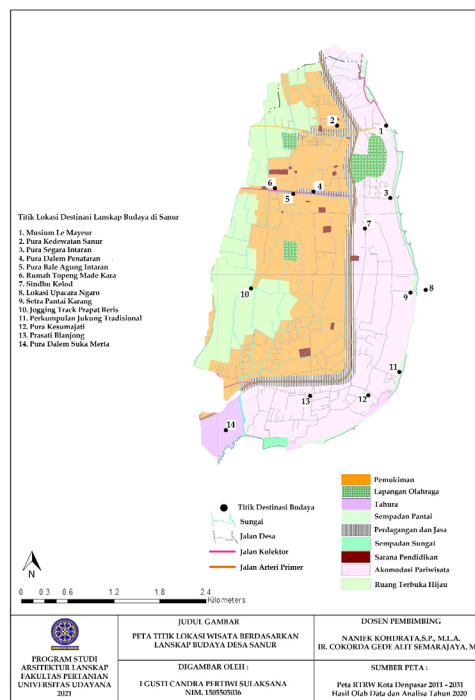 Titik Lokasi Destinasi Lanskap Budaya di Sanur
1. Musium Le Mayeur
2. Pura Kedewatan Sanur
3. Pura Segara Intaran
4. Pura Dalem Penataran
5. Pura Bale Agung Intaran
6. Rumah Topeng Made Kara
7. Sindhu Kelod
8. Lokasi Upacara Ngaro
9. Setra Pantai Karang
10. Jogging Track Prapat Beris
11. Perkumpulan Jukung Tradisional
12. Pura Kesumajati
13. Prasati Blanjong
14. Pura Dalem Suka Merta
2
1
6
5
4
3
7
10
9
8
11
13
12
14
Titik Destinasi Budaya
Sungai
Jalan Desa
Jalan Kolektor
Jalan Arteri Primer
Pemukiman
Lapangan Olahraga
Tahura
Sempadan Pantai
Perdagangan dan Jasa
Sempadan Sungai
Sarana Pendidikan
Akomodasi Pariwisata
Ruang Terbuka Hijau
N
0 0.3 0.6 1.2 1.8 2.4
Kilometers
PROGRAM STUDI
ARSITEKTUR LANSKAP
FAKULTAS PERTANIAN
UNIVERSITAS UDAYANA
2021
JUDUL GAMBAR
PETA TITIK LOKASI WISATA BERDASARKAN
LANSKAP BUDAYA DESA SANUR
DIGAMBAR OLEH :
I GUSTI CANDRA PERTIWI SULAKSANA
NIM. 1505505036
DOSEN PEMBIMBING
NANIEK KOHDRATA,S.P., M.L.A.
IR. COKORDA GEDE ALIT SEMARAJAYA, M
SUMBER PETA :
Peta RTRW Kota Denpasar 2011 - 2031
Hasil Olah Data dan Analisa Tahun 2020